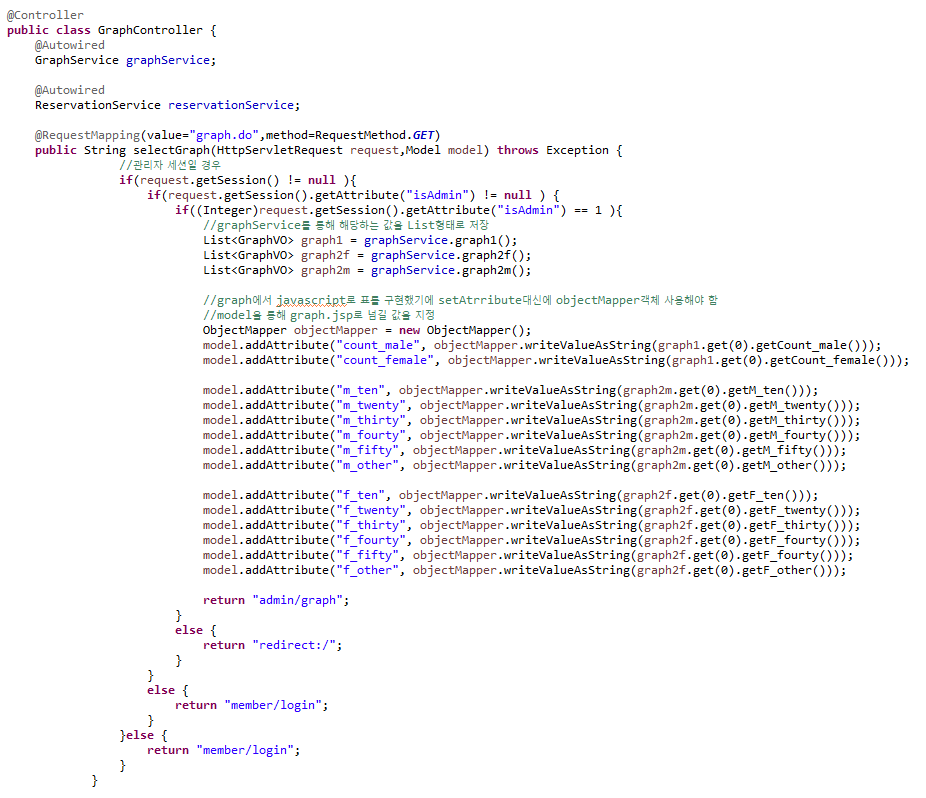 @Controller
public class GraphController {
    @Autowired
    GraphService graphService;

    @Autowired
    ReservationService reservationService;

    @RequestMapping(value="graph.do",method=RequestMethod.GET)
    public String selectGraph(HttpServletRequest request,Model model) throws Exception {
                //관리자 세션일 경우
                if(request.getSession() != null ){
                    if(request.getSession().getAttribute("isAdmin") != null ) {
                        if((Integer)request.getSession().getAttribute("isAdmin") == 1 ){
                            //graphService를 통해 해당하는 값을 List형태로 저장
                            List<GraphVO> graph1 = graphService.graph1();
                            List<GraphVO> graph2f = graphService.graph2f();
                            List<GraphVO> graph2m = graphService.graph2m();

                            //graph에서 javascript로 표를 구현했기에 setAtrribute대신에 objectMapper객체 사용해야 함
                            //model을 통해 graph.jsp로 넘길 값을 지정
                            ObjectMapper objectMapper = new ObjectMapper();
                            model.addAttribute("count_male", objectMapper.writeValueAsString(graph1.get(0).getCount_male()));
                            model.addAttribute("count_female", objectMapper.writeValueAsString(graph1.get(0).getCount_female()));

                            model.addAttribute("m_ten", objectMapper.writeValueAsString(graph2m.get(0).getM_ten()));
                            model.addAttribute("m_twenty", objectMapper.writeValueAsString(graph2m.get(0).getM_twenty()));
                            model.addAttribute("m_thirty", objectMapper.writeValueAsString(graph2m.get(0).getM_thirty()));
                            model.addAttribute("m_fourty", objectMapper.writeValueAsString(graph2m.get(0).getM_fourty()));
                            model.addAttribute("m_fifty", objectMapper.writeValueAsString(graph2m.get(0).getM_fifty()));
                            model.addAttribute("m_other", objectMapper.writeValueAsString(graph2m.get(0).getM_other()));

                            model.addAttribute("f_ten", objectMapper.writeValueAsString(graph2f.get(0).getF_ten()));
                            model.addAttribute("f_twenty", objectMapper.writeValueAsString(graph2f.get(0).getF_twenty()));
                            model.addAttribute("f_thirty", objectMapper.writeValueAsString(graph2f.get(0).getF_thirty()));
                            model.addAttribute("f_fourty", objectMapper.writeValueAsString(graph2f.get(0).getF_fourty()));
                            model.addAttribute("f_fifty", objectMapper.writeValueAsString(graph2f.get(0).getF_fourty()));
                            model.addAttribute("f_other", objectMapper.writeValueAsString(graph2f.get(0).getF_other()));

                            return "admin/graph";
                        }
                        else {
                            return "redirect:/";
                        }
                    }
                    else {
                        return "member/login";
                    }
                }else {
                    return "member/login";
                }
            }